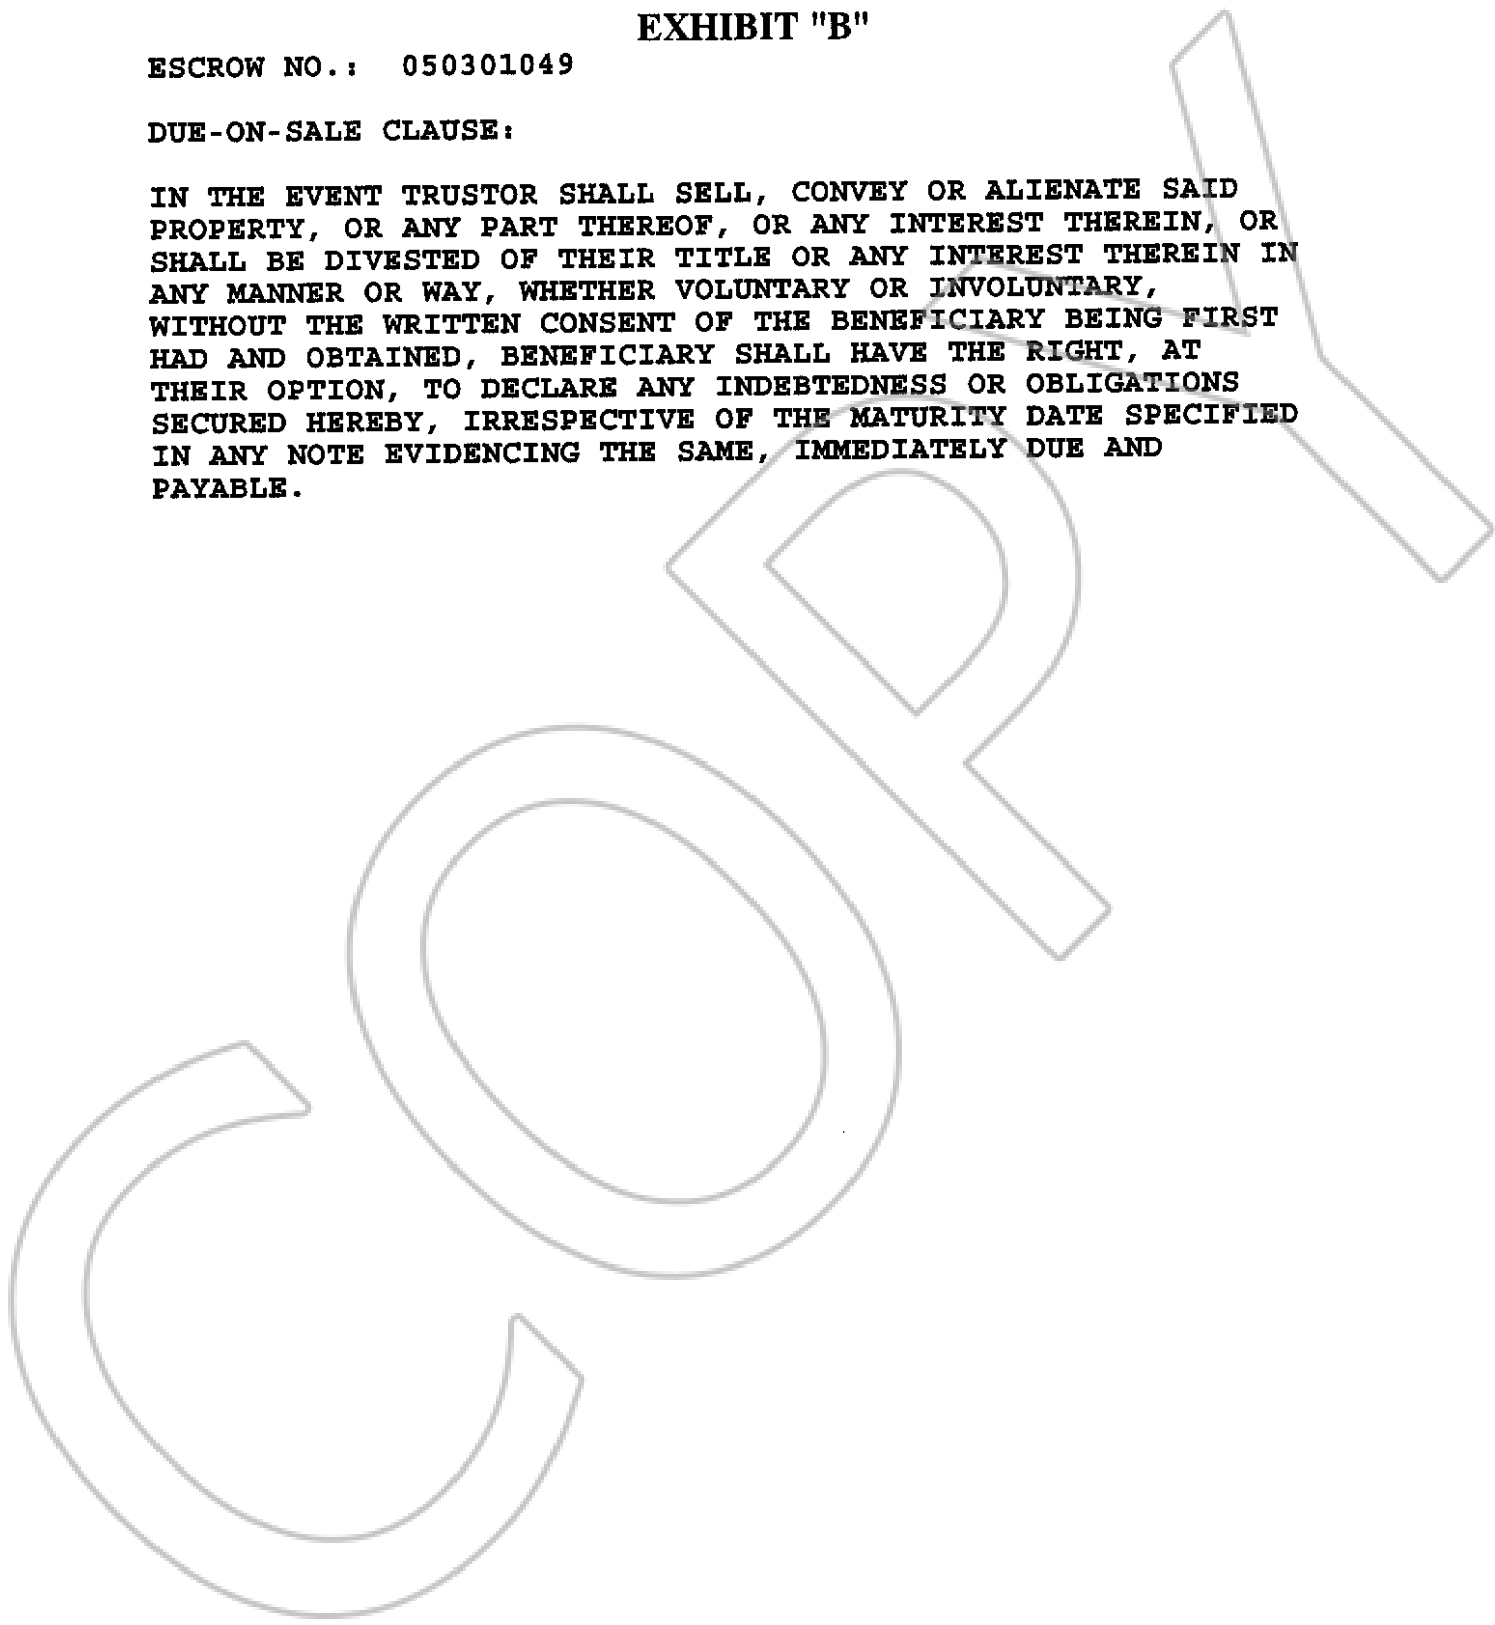 EXHIBIT "B"
ESCROW NO.: 050301049
DUE-ON-SALE CLAUSE:
IN THE EVENT TRUSTOR SHALL SELL, CONVEY OR ALIENATE SAID
PROPERTY, OR ANY PART THEREOF, OR ANY INTEREST THEREIN, OR
SHALL BE DIVESTED OF THEIR TITLE OR ANY INTEREST THEREIN IN
ANY MANNER OR WAY, WHETHER VOLUNTARY OR INVOLUNTARY,
WITHOUT THE WRITTEN CONSENT OF THE BENEFICIARY BEING FIRST
HAD AND OBTAINED, BENEFICIARY SHALL HAVE THE RIGHT, AT
THEIR OPTION, TO DECLARE ANY INDEBTEDNESS OR OBLIGATIONS
SECURED HEREBY, IRRESPECTIVE OF THE MATURITY DATE SPECIFIED
IN ANY NOTE EVIDENCING THE SAME, IMMEDIATELY DUE AND
PAYABLE.
COPY